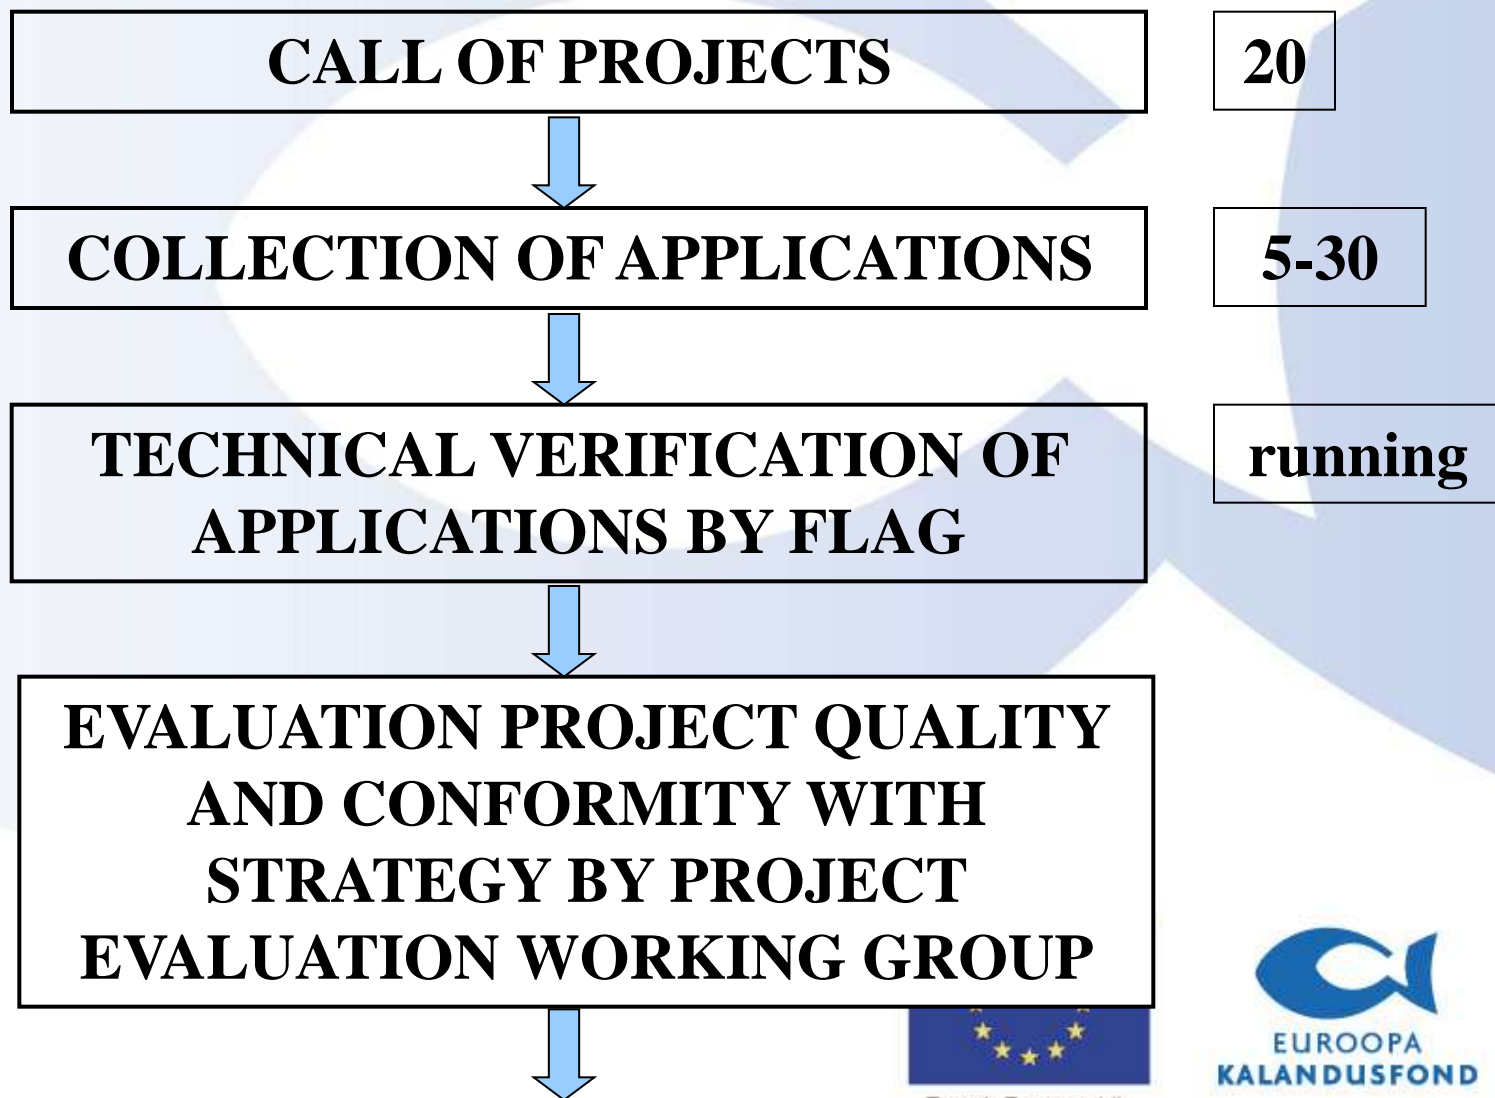 CALL OF PROJECTS
20
COLLECTION OF APPLICATIONS
5-30
TECHNICAL VERIFICATION OF
APPLICATIONS BY FLAG
running
EVALUATION PROJECT QUALITY
AND CONFORMITY WITH
STRATEGY BY PROJECT
EVALUATION WORKING GROUP
EUROOPA
KALANDUSFOND